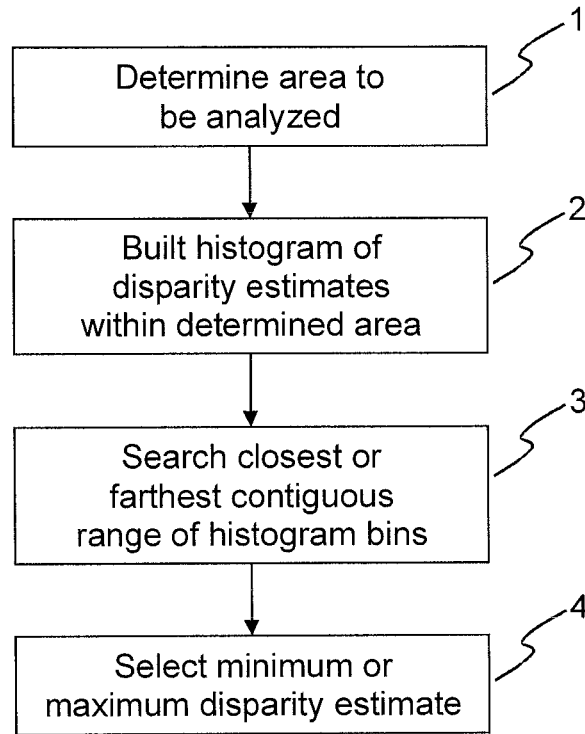 1
Determine area to
be analyzed
2
Built histogram of
disparity estimates
within determined area
3
Search closest or
farthest contiguous
range of histogram bins
4
Select minimum or
maximum disparity estimate